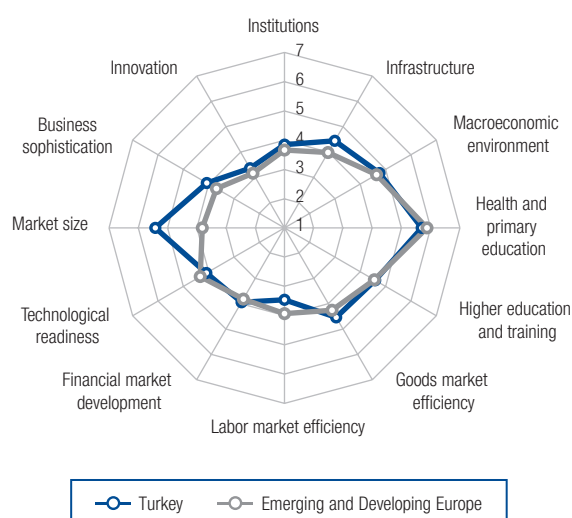 Institutions
Infrastructure
Macroeconomic
environment
Health and
primary
education
Higher education
and training
Goods market
efficiency
Labor market efficiency
Financial market
development
Technological
readiness
Market size
Business
sophistication
Innovation
7
6
5
4
3
2
1
Turkey
Emerging and Developing Europe